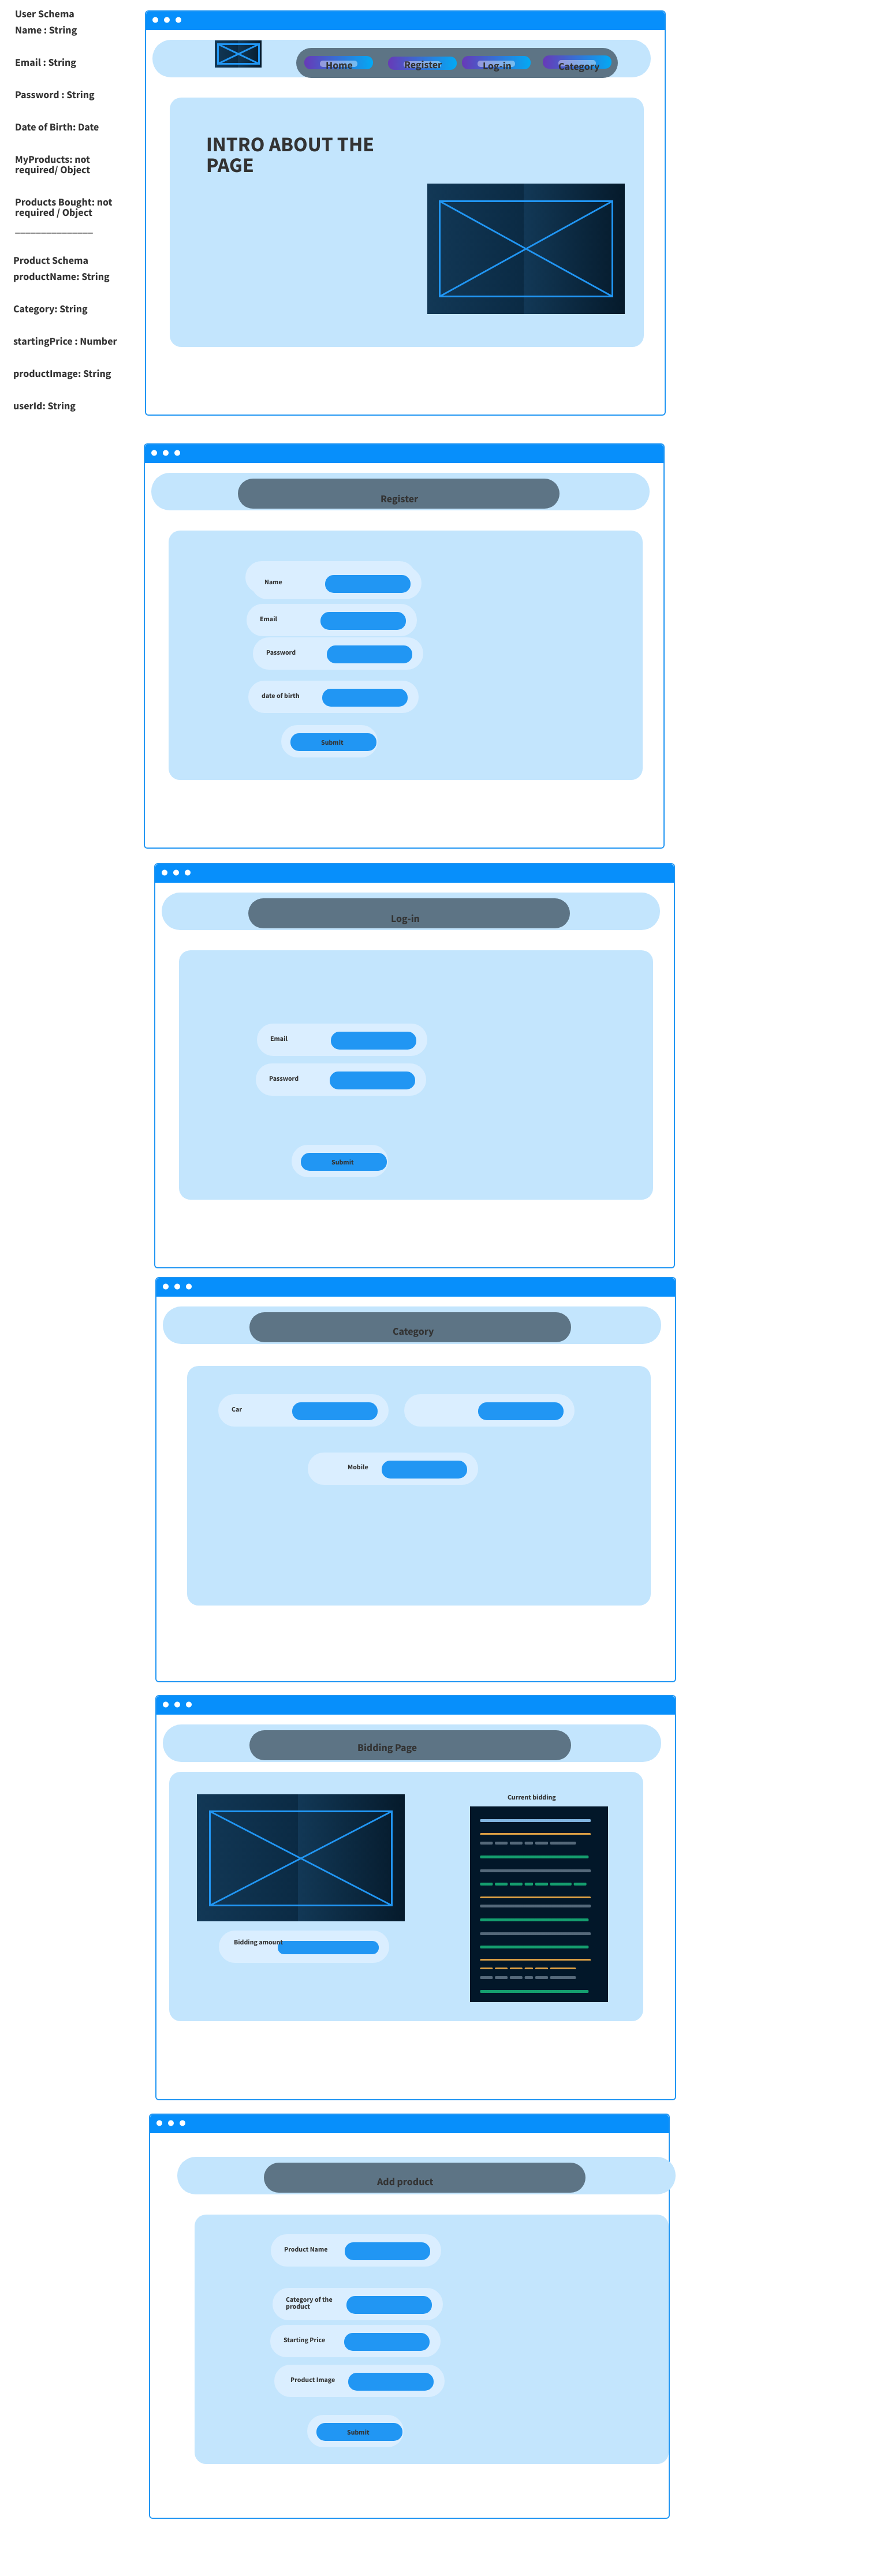 User Schema
Name : String
Email : String
Password : String
Date of Birth: Date
MyProducts: not
required/ Object
Products Bought: not
required / Object
_______________
Product Schema
productName: String
Category: String
startingPrice : Number
productImage: String
userId: String
Home Register Log-in Category
INTRO ABOUT THE
PAGE
Register
Name
Email
Password
date of birth
Submit
Log-in
Email
Password
Submit
Category
Car
Mobile
Bidding Page
Current bidding
Bidding amount
Add product
Product Name
Category of the
product
Starting Price
Product Image
Submit